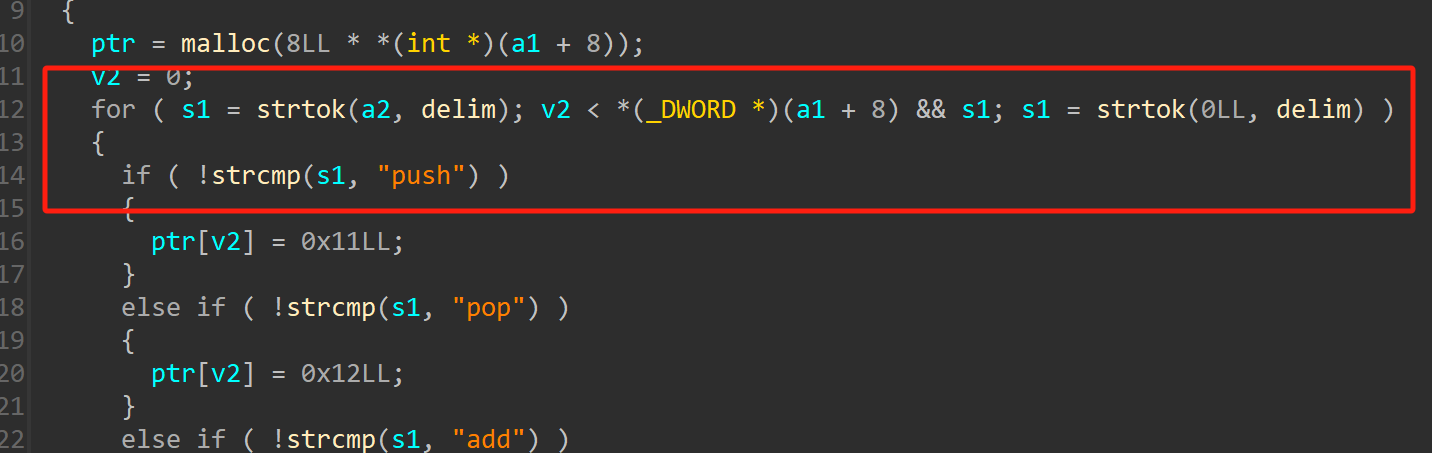 9 {
10 ptr = malloc(8LL * *(int *)(a1 + 8));
11 v2 = 0;
12 for ( s1 = strtok(a2, delim); v2 < *(_DWORD *)(a1 + 8) && s1; s1 = strtok(0LL, delim) )
13 {
14 if ( !strcmp(s1, "push") )
15 {
16 ptr[v2] = 0x11LL;
17 }
18 else if ( !strcmp(s1, "pop") )
19 {
20 ptr[v2] = 0x12LL;
21 }
22 else if ( !strcmp(s1, "add") )